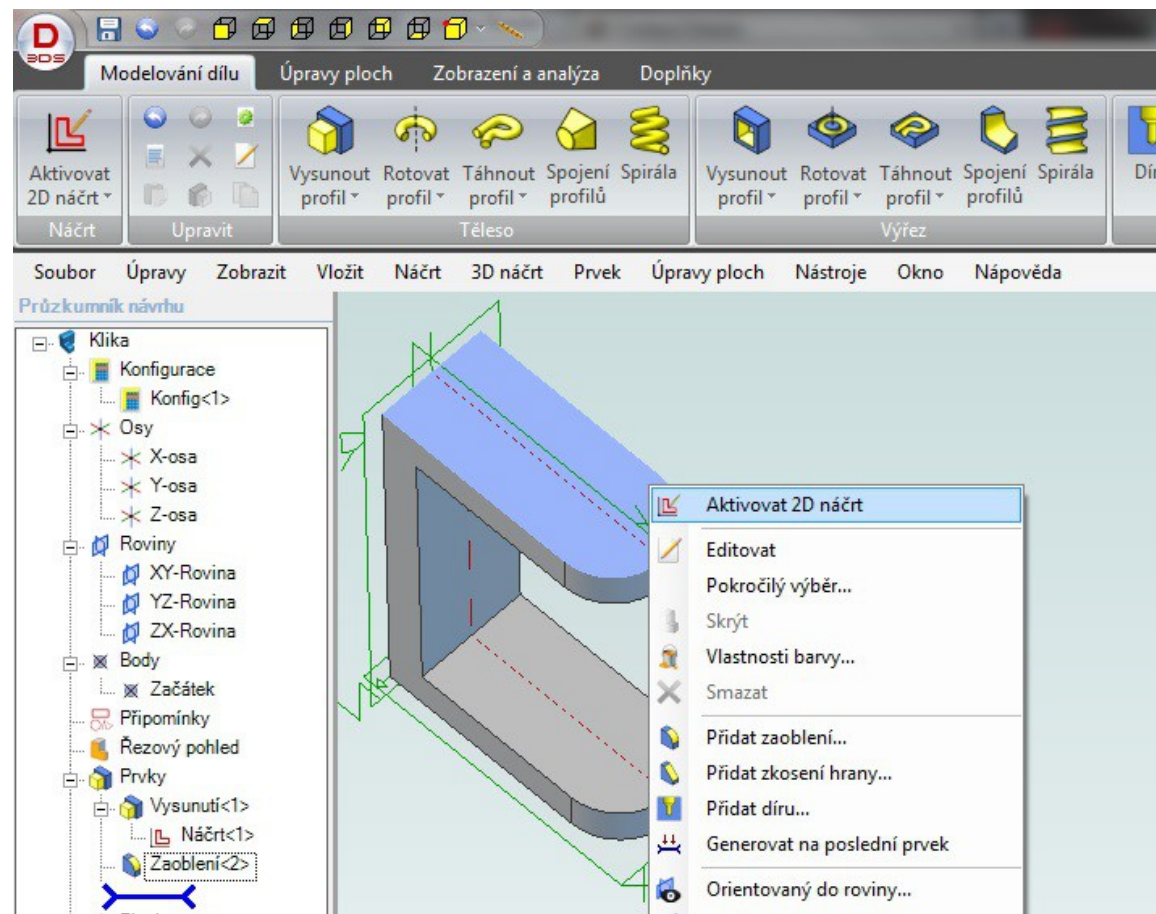 D
3DS
Modelování dílu Úpravy ploch Zobrazení a analýza Doplňky
Aktivovat Vysunout Rotovat Táhnout Spojení Spirála Vysunout Rotovat Táhnout Spojení Spirála
2D náčrt profil profil profil profilů profil profil profil profilů
Náčrt Upravit Těleso Výřez
Soubor Úpravy Zobrazit Vložit Náčrt 3D náčrt Prvek Úpravy ploch Nástroje Okno Nápověda
Průzkumník návrhu
Klika
Konfigurace
Konfig<1>
Osy
X-osa
Y-osa
Z-osa
Roviny
XY-Rovina
YZ-Rovina
ZX-Rovina
Body
Začátek
Připomínky
Řezový pohled
Prvky
Vysunutí<1>
Náčrt<1>
Zaoblení<2>
Aktivovat 2D náčrt
Editovat
Pokročilý výběr...
Skrýt
Vlastnosti barvy...
Smazat
Přidat zaoblení...
Přidat zkosení hrany...
Přidat díru...
Generovat na poslední prvek
Orientovaný do roviny...